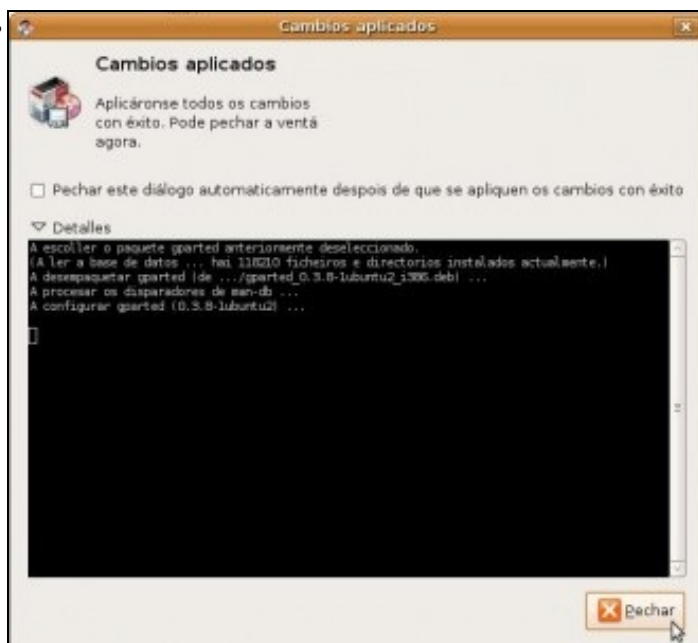 Cambios aplicados
Cambios aplicados
Aplicáronse todos os cambios
con éxito. Pode pechar a ventá
agora.
Pechar este diálogo automaticamente despois de que se apliquen os cambios con éxito
Detalles
A escoller o paquete gparted anteriormente deseleccionado.
(A ler a base de datos ... hai 118210 ficheiros e directorios instalados actualmente.)
A desempaquetar gparted (de .../gparted_0.3.8-1ubuntu2_i386.deb) ...
A procesar os disparadores de man-db ...
A configurar gparted (0.3.8-1ubuntu2) ...
Pechar